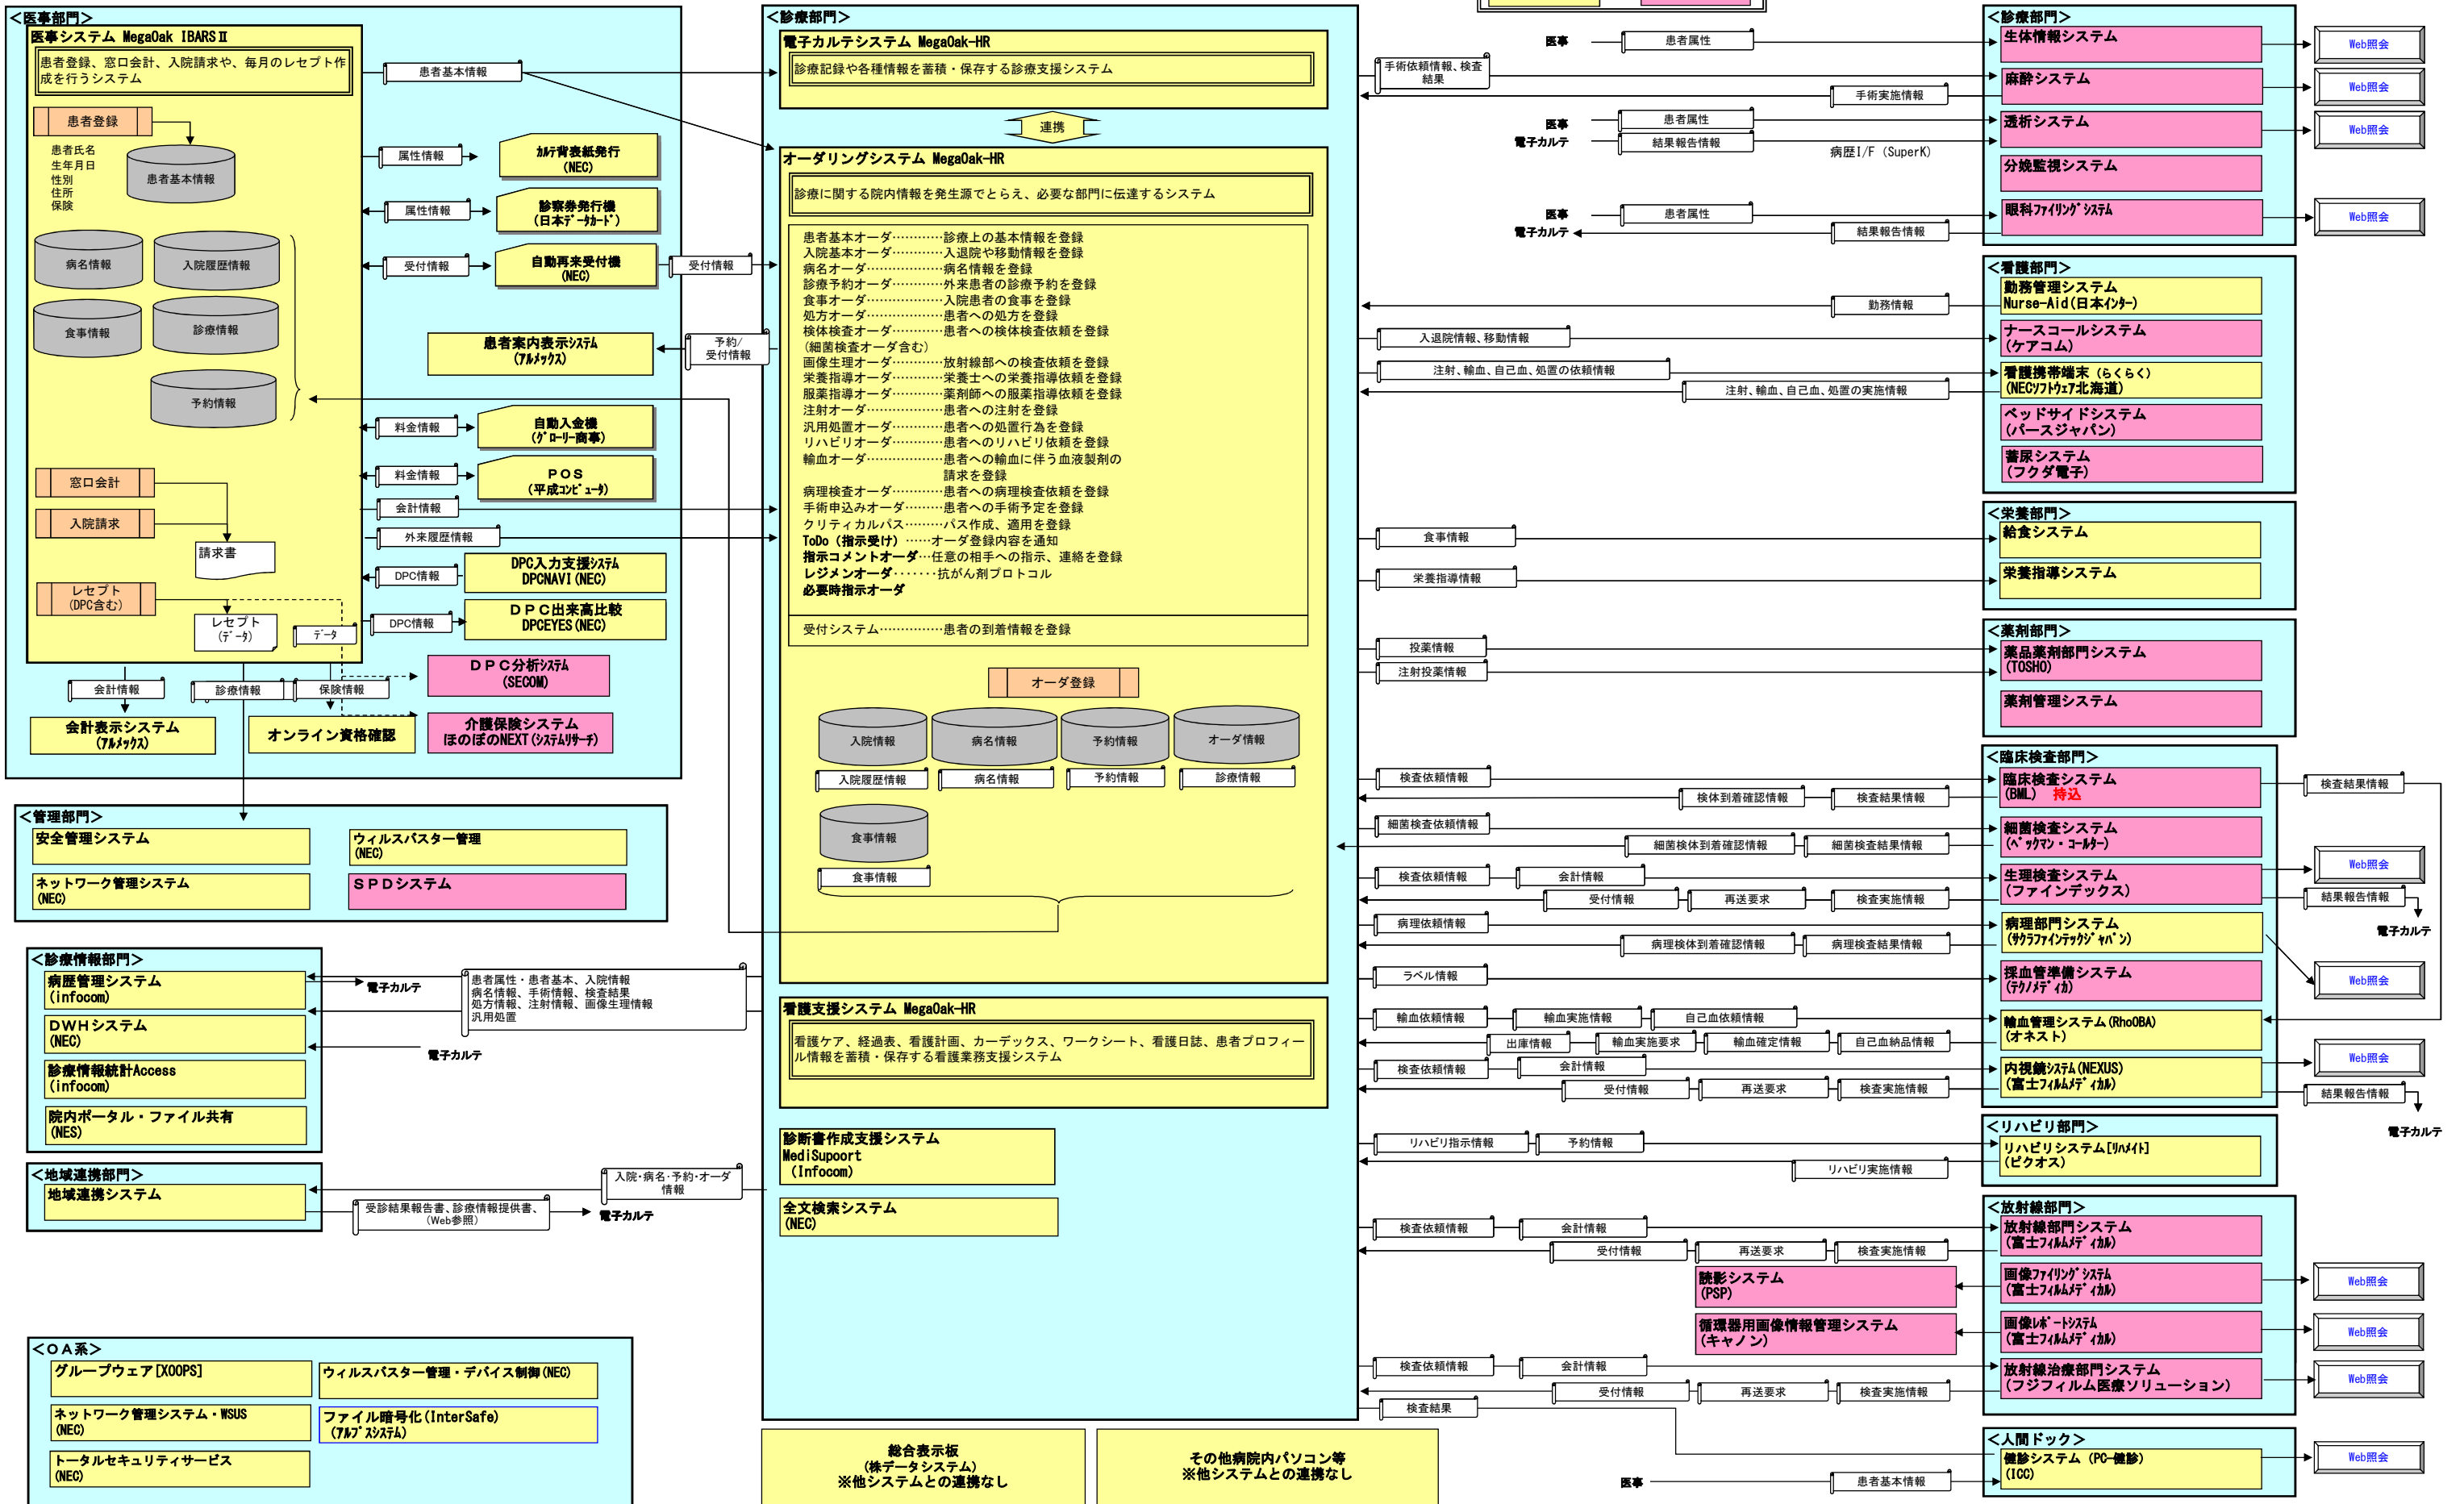 ＜医事部門＞
医事システム MegaOak IBARSⅡ
患者登録、窓口会計、入院請求や、毎月のレセプト作
成を行うシステム
患者登録
患者氏名
生年月日
性別
住所
保険
患者基本情報
病名情報
入院履歴情報
食事情報
診療情報
予約情報
窓口会計
入院請求
請求書
レセプト
(DPC含む)
レセプト
(ﾃﾞｰﾀ)
ﾃﾞｰﾀ
患者基本情報
属性情報
ｶﾙﾃ背表紙発行
(NEC)
属性情報
診察券発行機
(日本ﾃﾞｰﾀｶｰﾄﾞ)
受付情報
自動再来受付機
(NEC)
受付情報
患者案内表示ｼｽﾃﾑ
(ｱﾙﾒｯｸｽ)
予約/
受付情報
料金情報
自動入金機
(ｸﾞﾛｰﾘｰ商事)
料金情報
ＰＯＳ
(平成ｺﾝﾋﾟｭｰﾀ)
会計情報
外来履歴情報
DPC情報
DPC入力支援ｼｽﾃﾑ
DPCNAVI(NEC)
DPC情報
ＤＰＣ出来高比較
DPCEYES(NEC)
ＤＰＣ分析ｼｽﾃﾑ
(SECOM)
介護保険システム
ほのぼのNEXT(ｼｽﾃﾑﾘｻｰﾁ)
会計情報
診療情報
保険情報
会計表示システム
(ｱﾙﾒｯｸｽ)
オンライン資格確認
＜管理部門＞
安全管理システム
ウィルスバスター管理
(NEC)
ネットワーク管理システム
(NEC)
ＳＰＤシステム
＜診療情報部門＞
病歴管理システム
(infocom)
ＤＷＨシステム
(NEC)
診療情報統計Access
(infocom)
院内ポータル・ファイル共有
(NES)
電子カルテ
患者属性・患者基本、入院情報
病名情報、手術情報、検査結果
処方情報、注射情報、画像生理情報
汎用処置
電子カルテ
＜地域連携部門＞
地域連携システム
入院・病名・予約・オーダ
情報
受診結果報告書、診療情報提供書、
(Web参照)
電子カルテ
＜ＯＡ系＞
グループウェア[XOOPS]
ウィルスバスター管理・デバイス制御(NEC)
ネットワーク管理システム・WSUS
(NEC)
ファイル暗号化(InterSafe)
(ｱﾙﾌﾟｽｼｽﾃﾑ)
トータルセキュリティサービス
(NEC)
＜診療部門＞
電子カルテシステム MegaOak-HR
診療記録や各種情報を蓄積・保存する診療支援システム
連携
オーダリングシステム MegaOak-HR
診療に関する院内情報を発生源でとらえ、必要な部門に伝達するシステム
患者基本オーダ…………診療上の基本情報を登録
入院基本オーダ…………入退院や移動情報を登録
病名オーダ………………病名情報を登録
診療予約オーダ…………外来患者の診療予約を登録
食事オーダ………………入院患者の食事を登録
処方オーダ………………患者への処方を登録
検体検査オーダ…………患者への検体検査依頼を登録
(細菌検査オーダ含む)
画像生理オーダ…………放射線部への検査依頼を登録
栄養指導オーダ…………栄養士への栄養指導依頼を登録
服薬指導オーダ…………薬剤師への服薬指導依頼を登録
注射オーダ………………患者への注射を登録
汎用処置オーダ…………患者への処置行為を登録
リハビリオーダ…………患者へのリハビリ依頼を登録
輸血オーダ………………患者への輸血に伴う血液製剤の
請求を登録
病理検査オーダ…………患者への病理検査依頼を登録
手術申込みオーダ………患者への手術予定を登録
クリティカルパス………パス作成、適用を登録
ToDo（指示受け）……オーダ登録内容を通知
指示コメントオーダ…任意の相手への指示、連絡を登録
レジメンオーダ.......抗がん剤プロトコル
必要時指示オーダ
受付システム……………患者の到着情報を登録
オーダ登録
入院情報
病名情報
予約情報
オーダ情報
入院履歴情報
病名情報
予約情報
診療情報
食事情報
食事情報
看護支援システム MegaOak-HR
看護ケア、経過表、看護計画、カーデックス、ワークシート、看護日誌、患者プロフィー
ル情報を蓄積・保存する看護業務支援システム
診断書作成支援システム
MediSupoort
（Infocom）
全文検索システム
(NEC)
総合表示板
(株データシステム)
※他システムとの連携なし
その他病院内パソコン等
※他システムとの連携なし
＜診療部門＞
医事
患者属性
生体情報システム
Web照会
手術依頼情報、検査
結果
麻酔システム
Web照会
手術実施情報
医事
患者属性
透析システム
Web照会
電子カルテ
結果報告情報
病歴I/F（SuperK）
分娩監視システム
医事
患者属性
眼科ﾌｧｲﾘﾝｸﾞｼｽﾃﾑ
Web照会
電子カルテ
結果報告情報
＜看護部門＞
勤務管理システム
Nurse-Aid(日本ｲﾝﾀｰ)
勤務情報
ナースコールシステム
(ケアコム)
入退院情報、移動情報
注射、輸血、自己血、処置の依頼情報
看護携帯端末（らくらく）
(NECｿﾌﾄｳｪｱ北海道)
注射、輸血、自己血、処置の実施情報
ベッドサイドシステム
(パースジャパン)
蓄尿システム
(フクダ電子)
＜栄養部門＞
食事情報
給食システム
栄養指導情報
栄養指導システム
＜薬剤部門＞
投薬情報
薬品薬剤部門システム
(TOSHO)
注射投薬情報
薬剤管理システム
＜臨床検査部門＞
検査依頼情報
臨床検査システム
(BML) 持込
検査結果情報
検体到着確認情報
検査結果情報
細菌検査依頼情報
細菌検査システム
(ﾍﾞｯｸﾏﾝ・ｺｰﾙﾀｰ)
細菌検体到着確認情報
細菌検査結果情報
検査依頼情報
会計情報
生理検査システム
(ファインデックス)
Web照会
受付情報
再送要求
検査実施情報
結果報告情報
電子カルテ
病理依頼情報
病理部門システム
(ｻｸﾗﾌｧｲﾝﾃｯｸｼﾞｬﾊﾟﾝ)
病理検体到着確認情報
病理検査結果情報
ラベル情報
採血管準備システム
(ﾃｸﾉﾒﾃﾞｨｶ)
Web照会
輸血依頼情報
輸血実施情報
自己血依頼情報
輸血管理システム(RhoOBA)
(オネスト)
出庫情報
輸血実施要求
輸血確定情報
自己血納品情報
検査依頼情報
会計情報
内視鏡ｼｽﾃﾑ(NEXUS)
(富士ﾌｨﾙﾑﾒﾃﾞｨｶﾙ)
Web照会
受付情報
再送要求
検査実施情報
結果報告情報
電子カルテ
＜リハビリ部門＞
リハビリ指示情報
予約情報
リハビリシステム[ﾘﾊﾒｲﾄ]
(ピクオス)
リハビリ実施情報
＜放射線部門＞
検査依頼情報
会計情報
放射線部門システム
(富士ﾌｨﾙﾑﾒﾃﾞｨｶﾙ)
受付情報
再送要求
検査実施情報
読影システム
(PSP)
画像ﾌｧｲﾘﾝｸﾞｼｽﾃﾑ
(富士ﾌｨﾙﾑﾒﾃﾞｨｶﾙ)
Web照会
循環器用画像情報管理システム
(キャノン)
画像ﾚﾎﾟｰﾄｼｽﾃﾑ
(富士ﾌｨﾙﾑﾒﾃﾞｨｶﾙ)
Web照会
検査依頼情報
会計情報
放射線治療部門システム
(フジフィルム医療ソリューション)
Web照会
受付情報
再送要求
検査実施情報
検査結果
＜人間ドック＞
健診システム（PC-健診）
(ICC)
Web照会
医事
患者基本情報